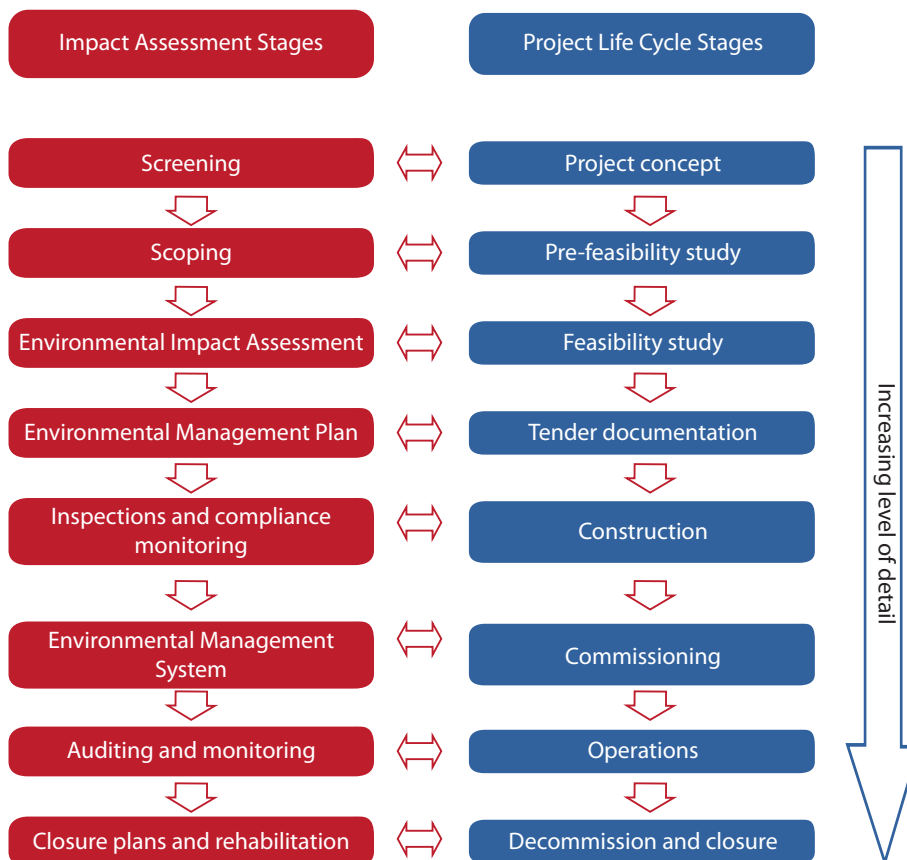 Impact Assessment Stages
Project Life Cycle Stages
Screening
Project concept
Scoping
Pre-feasibility study
Environmental Impact Assessment
Feasibility study
Environmental Management Plan
Tender documentation
Inspections and compliance
monitoring
Construction
Environmental Management
System
Commissioning
Auditing and monitoring
Operations
Closure plans and rehabilitation
Decommission and closure
Increasing level of detail